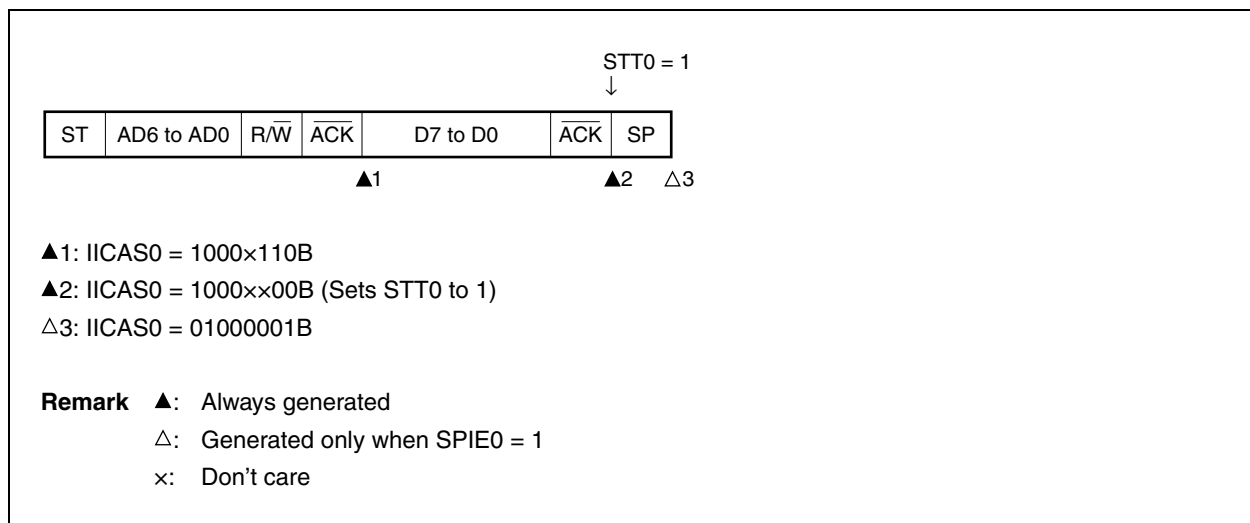 STT0 = 1
↓
ST AD6 to AD0 R/W̅ A̅C̅K̅ D7 to D0 A̅C̅K̅ SP
▲1 ▲2 △3
▲1: IICAS0 = 1000×110B
▲2: IICAS0 = 1000××00B (Sets STT0 to 1)
△3: IICAS0 = 01000001B
Remark ▲: Always generated
△: Generated only when SPIE0 = 1
×: Don't care